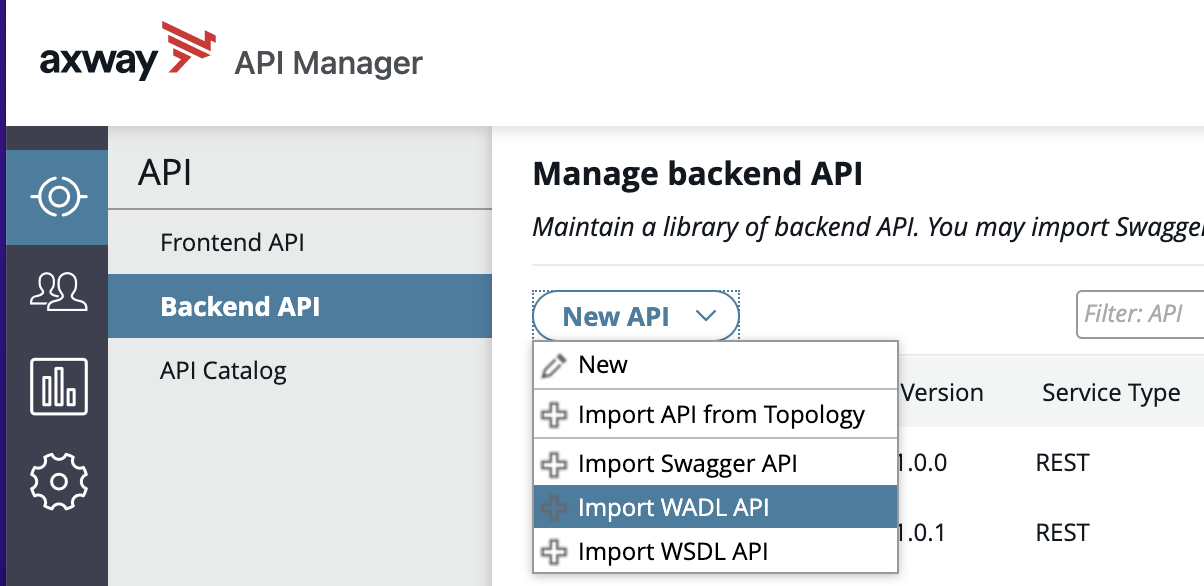 axway API Manager
API
Frontend API
Backend API
API Catalog
Manage backend API
Maintain a library of backend API. You may import Swagger
New API
Filter: API
New
Import API from Topology
Import Swagger API
Import WADL API
Import WSDL API
Version Service Type
1.0.0 REST
1.0.1 REST